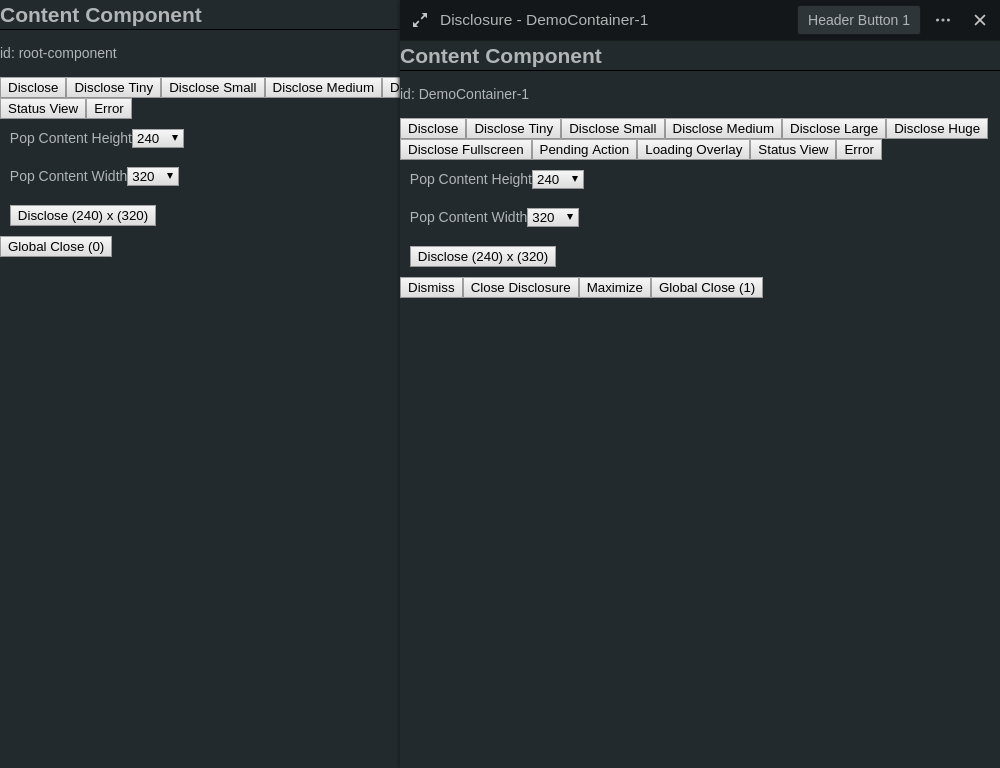 Content Component
id: root-component
Disclose Disclose Tiny Disclose Small Disclose Medium D
Status View Error
Pop Content Height 240
Pop Content Width 320
Disclose (240) x (320)
Global Close (0)
Disclosure - DemoContainer-1 Header Button 1
Content Component
id: DemoContainer-1
Disclose Disclose Tiny Disclose Small Disclose Medium Disclose Large Disclose Huge
Disclose Fullscreen Pending Action Loading Overlay Status View Error
Pop Content Height 240
Pop Content Width 320
Disclose (240) x (320)
Dismiss Close Disclosure Maximize Global Close (1)